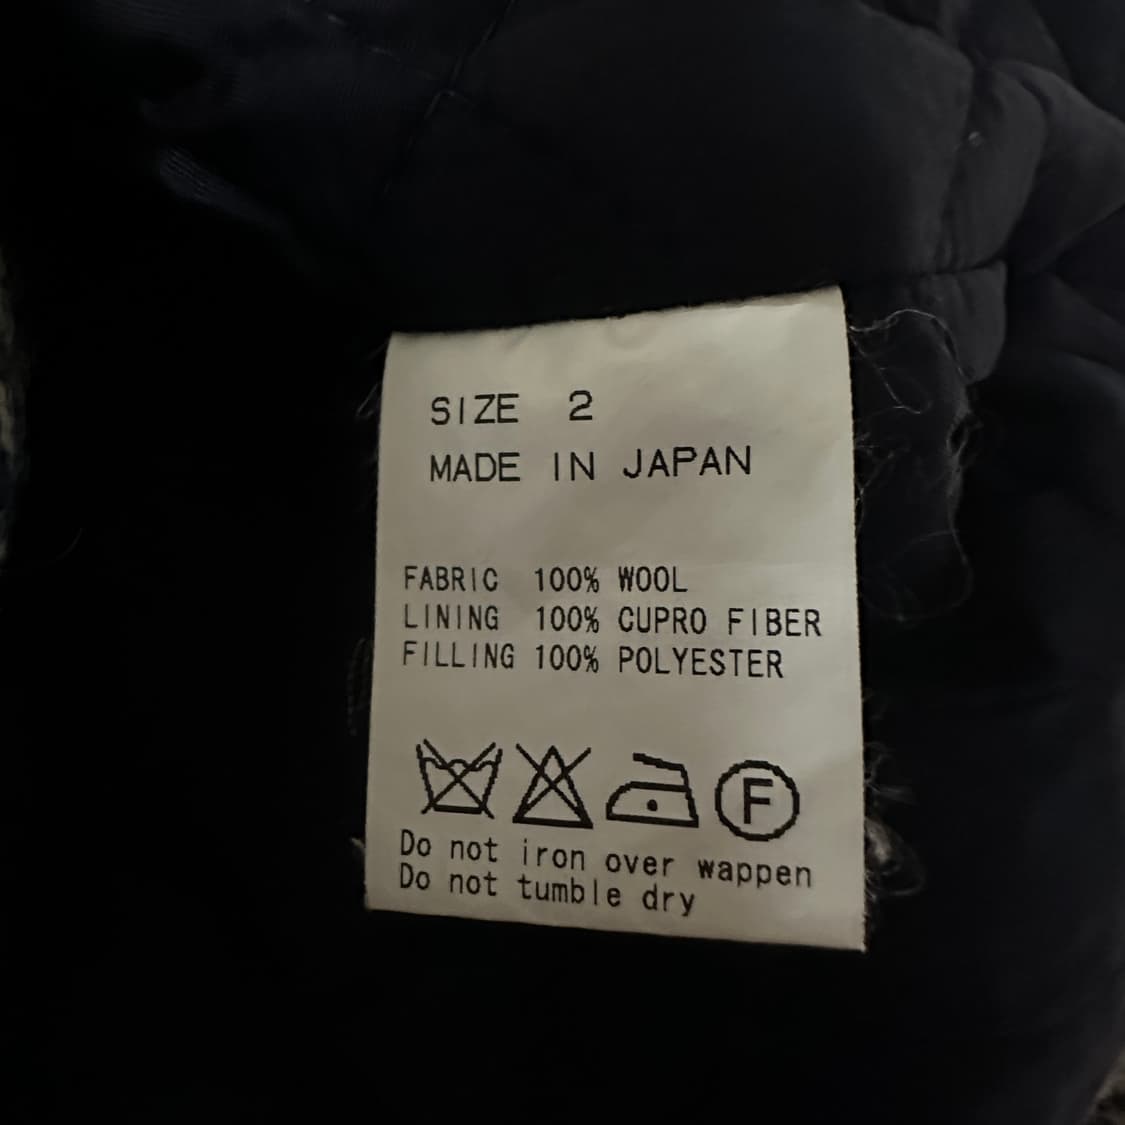 SIZE 2
MADE IN JAPAN
FABRIC 100% WOOL
LINING 100% CUPRO FIBER
FILLING 100% POLYESTER
F
Do not iron over wappen
Do not tumble dry